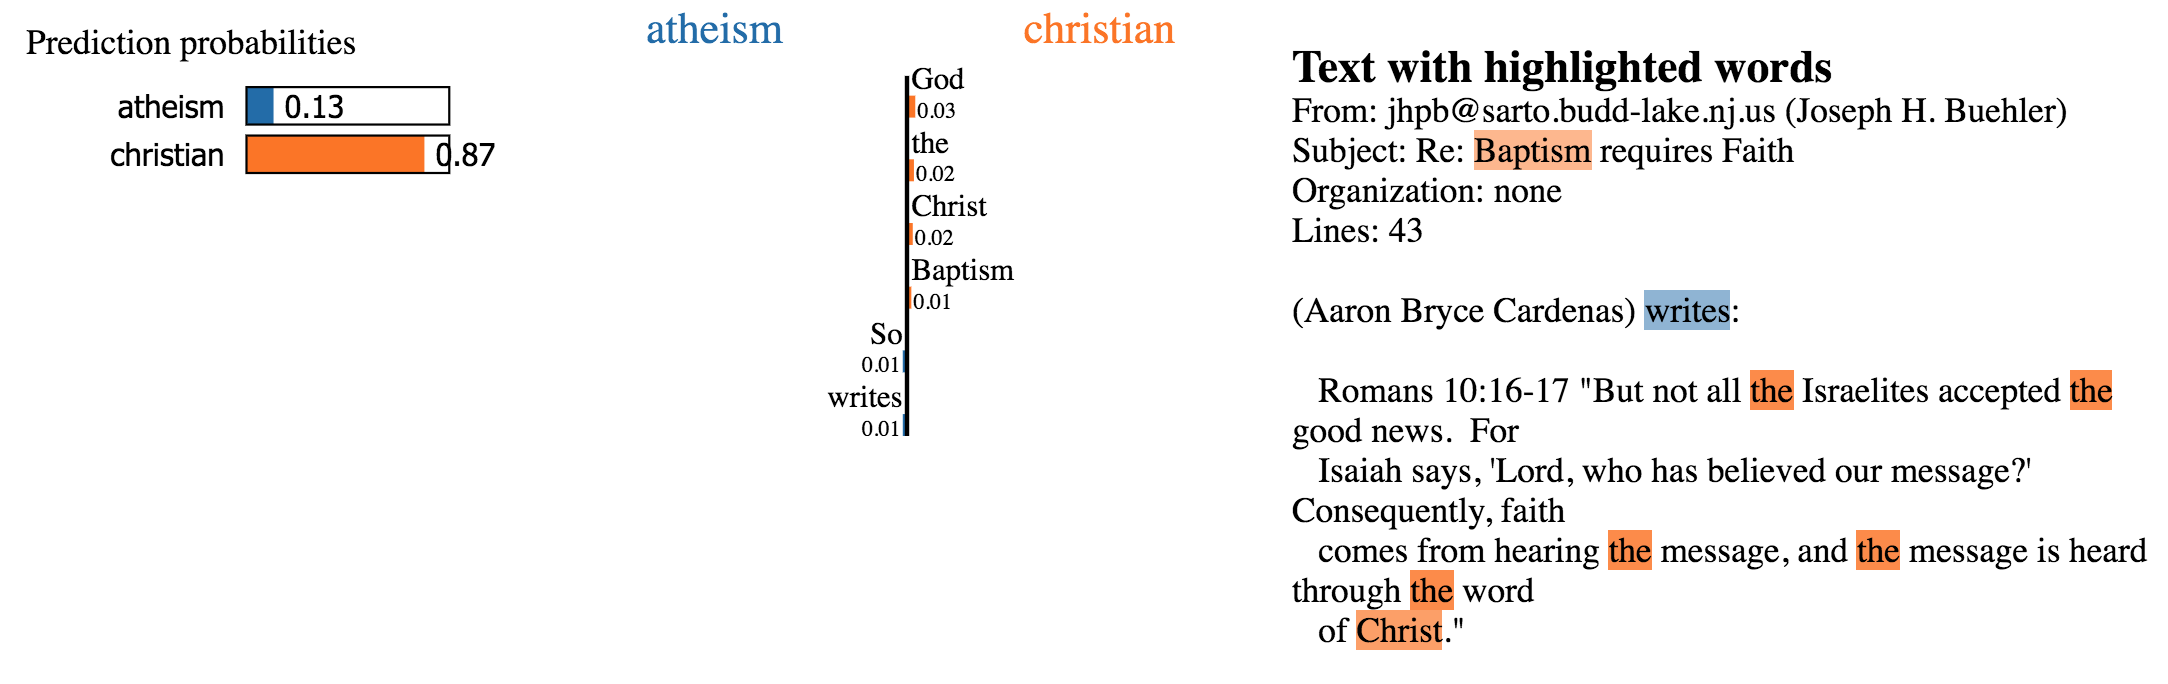 Prediction probabilities
atheism 0.13
christian 0.87
atheism christian
God
0.03
the
0.02
Christ
0.02
Baptism
0.01
So
0.01
writes
0.01
Text with highlighted words
From: jhpb@sarto.budd-lake.nj.us (Joseph H. Buehler)
Subject: Re: Baptism requires Faith
Organization: none
Lines: 43
(Aaron Bryce Cardenas) writes:
Romans 10:16-17 "But not all the Israelites accepted the
good news.  For
Isaiah says, 'Lord, who has believed our message?'
Consequently, faith
comes from hearing the message, and the message is heard
through the word
of Christ."